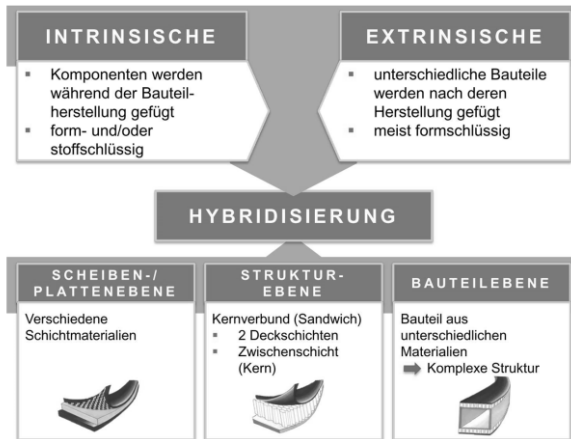 INTRINSISCHE
▪ Komponenten werden
während der Bauteil-
herstellung gefügt
▪ form- und/oder
stoffschlüssig
EXTRINSISCHE
▪ unterschiedliche Bauteile
werden nach deren
Herstellung gefügt
▪ meist formschlüssig
HYBRIDISIERUNG
SCHEIBEN-/
PLATTENEBENE
Verschiedene
Schichtmaterialien
STRUKTUR-
EBENE
Kernverbund (Sandwich)
▪ 2 Deckschichten
▪ Zwischenschicht
(Kern)
BAUTEILEBENE
Bauteil aus
unterschiedlichen
Materialien
➡ Komplexe Struktur